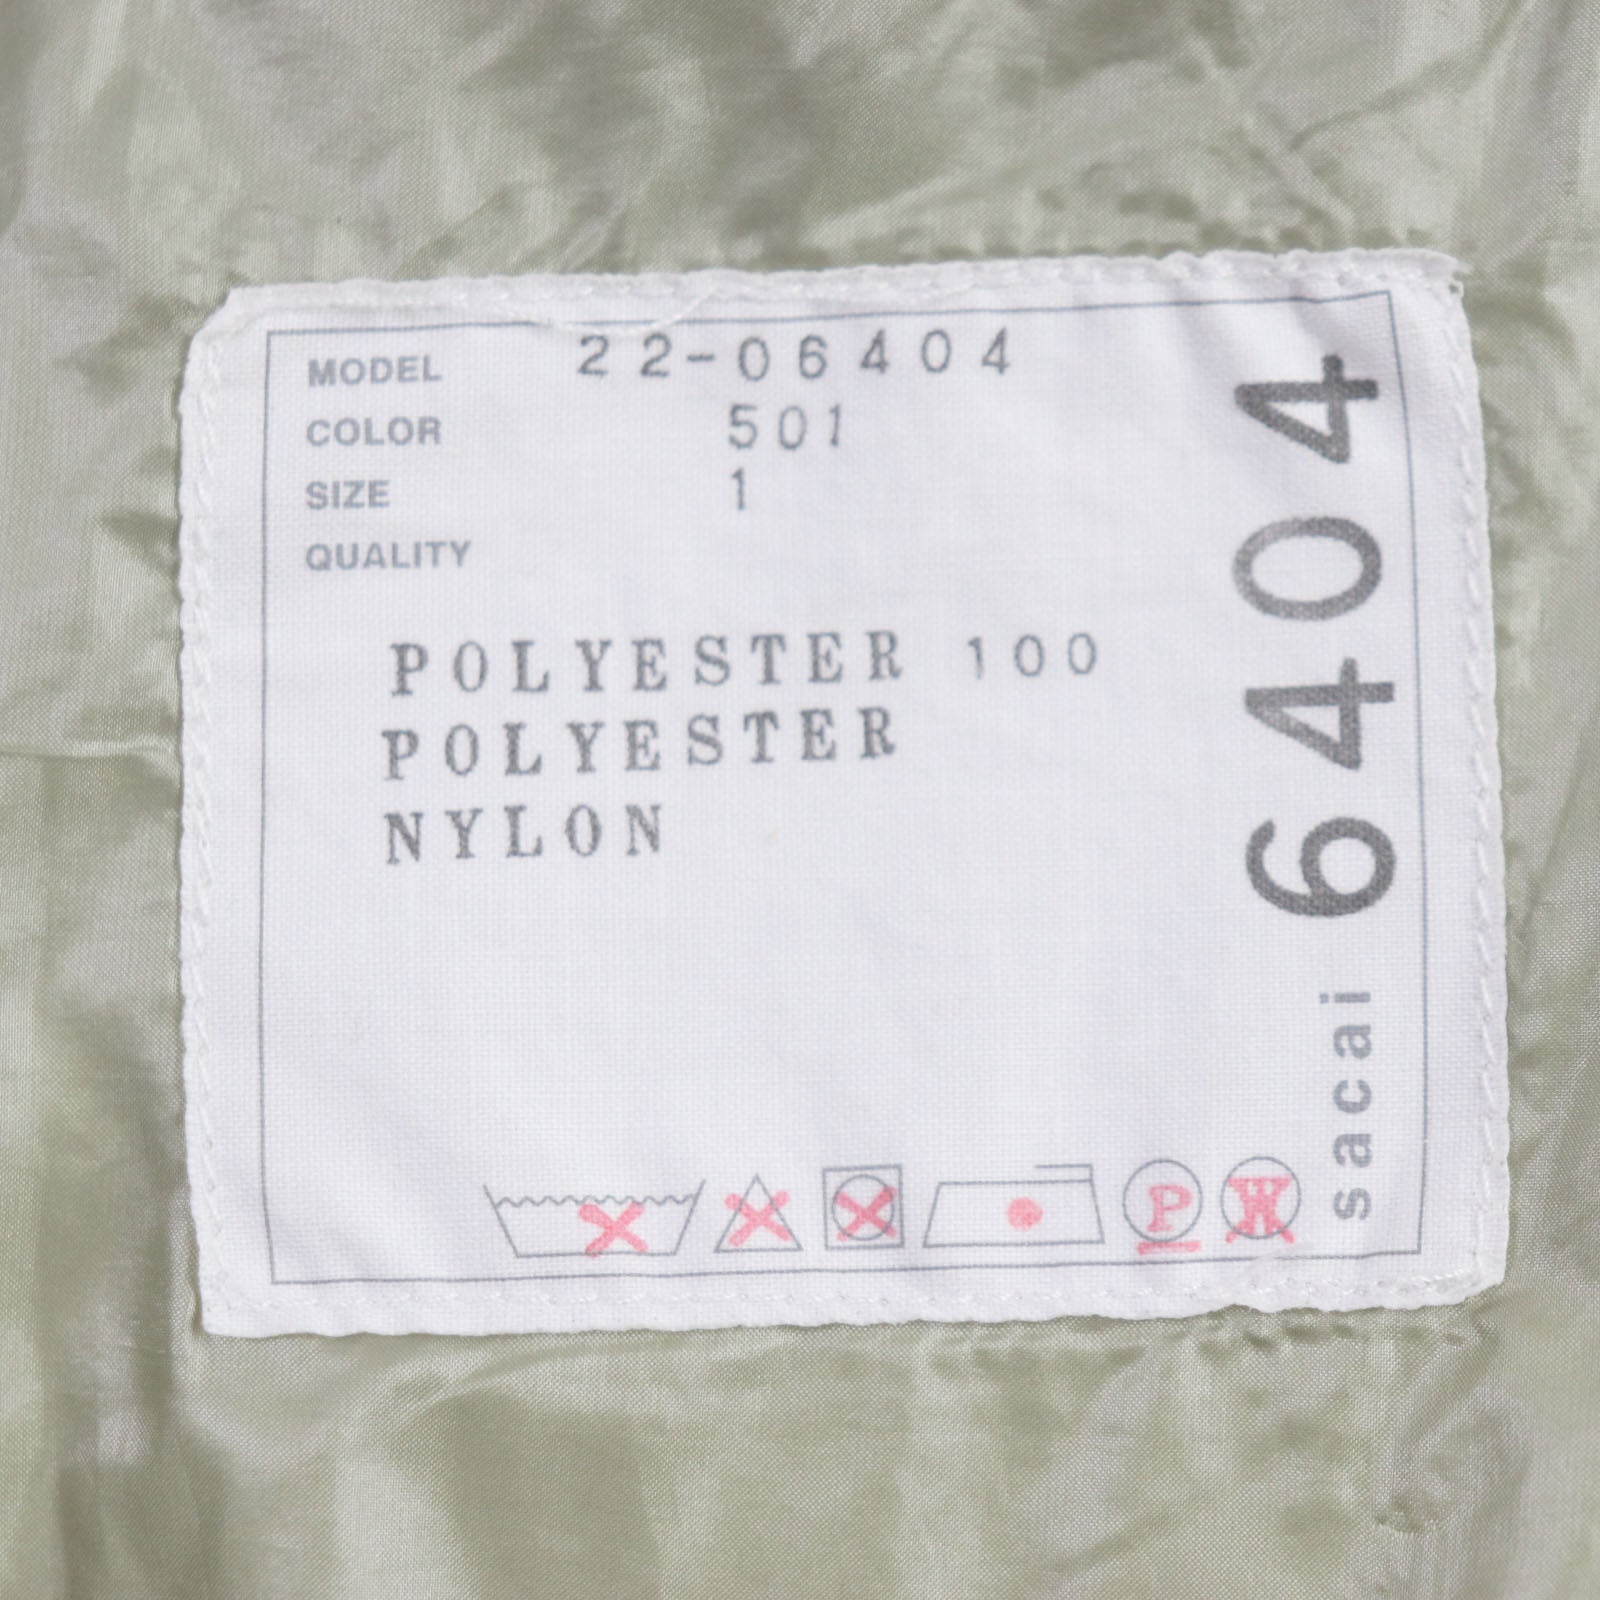 MODEL 22-06404
COLOR 501
SIZE 1
QUALITY
POLYESTER 100
POLYESTER
NYLON
P W
sacai 6404